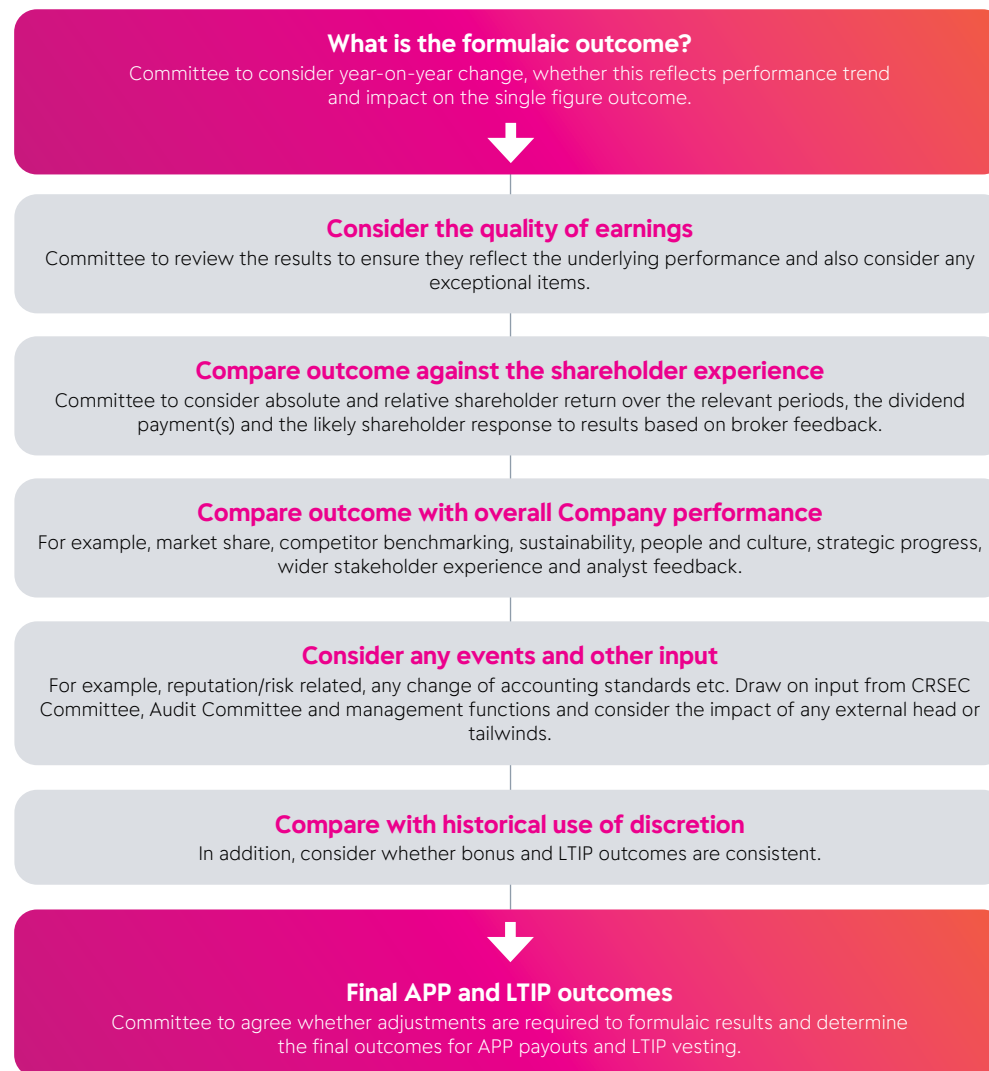 What is the formulaic outcome?
Committee to consider year-on-year change, whether this reflects performance trend
and impact on the single figure outcome.
Consider the quality of earnings
Committee to review the results to ensure they reflect the underlying performance and also consider any
exceptional items.
Compare outcome against the shareholder experience
Committee to consider absolute and relative shareholder return over the relevant periods, the dividend
payment(s) and the likely shareholder response to results based on broker feedback.
Compare outcome with overall Company performance
For example, market share, competitor benchmarking, sustainability, people and culture, strategic progress,
wider stakeholder experience and analyst feedback.
Consider any events and other input
For example, reputation/risk related, any change of accounting standards etc. Draw on input from CRSEC
Committee, Audit Committee and management functions and consider the impact of any external head or
tailwinds.
Compare with historical use of discretion
In addition, consider whether bonus and LTIP outcomes are consistent.
Final APP and LTIP outcomes
Committee to agree whether adjustments are required to formulaic results and determine
the final outcomes for APP payouts and LTIP vesting.